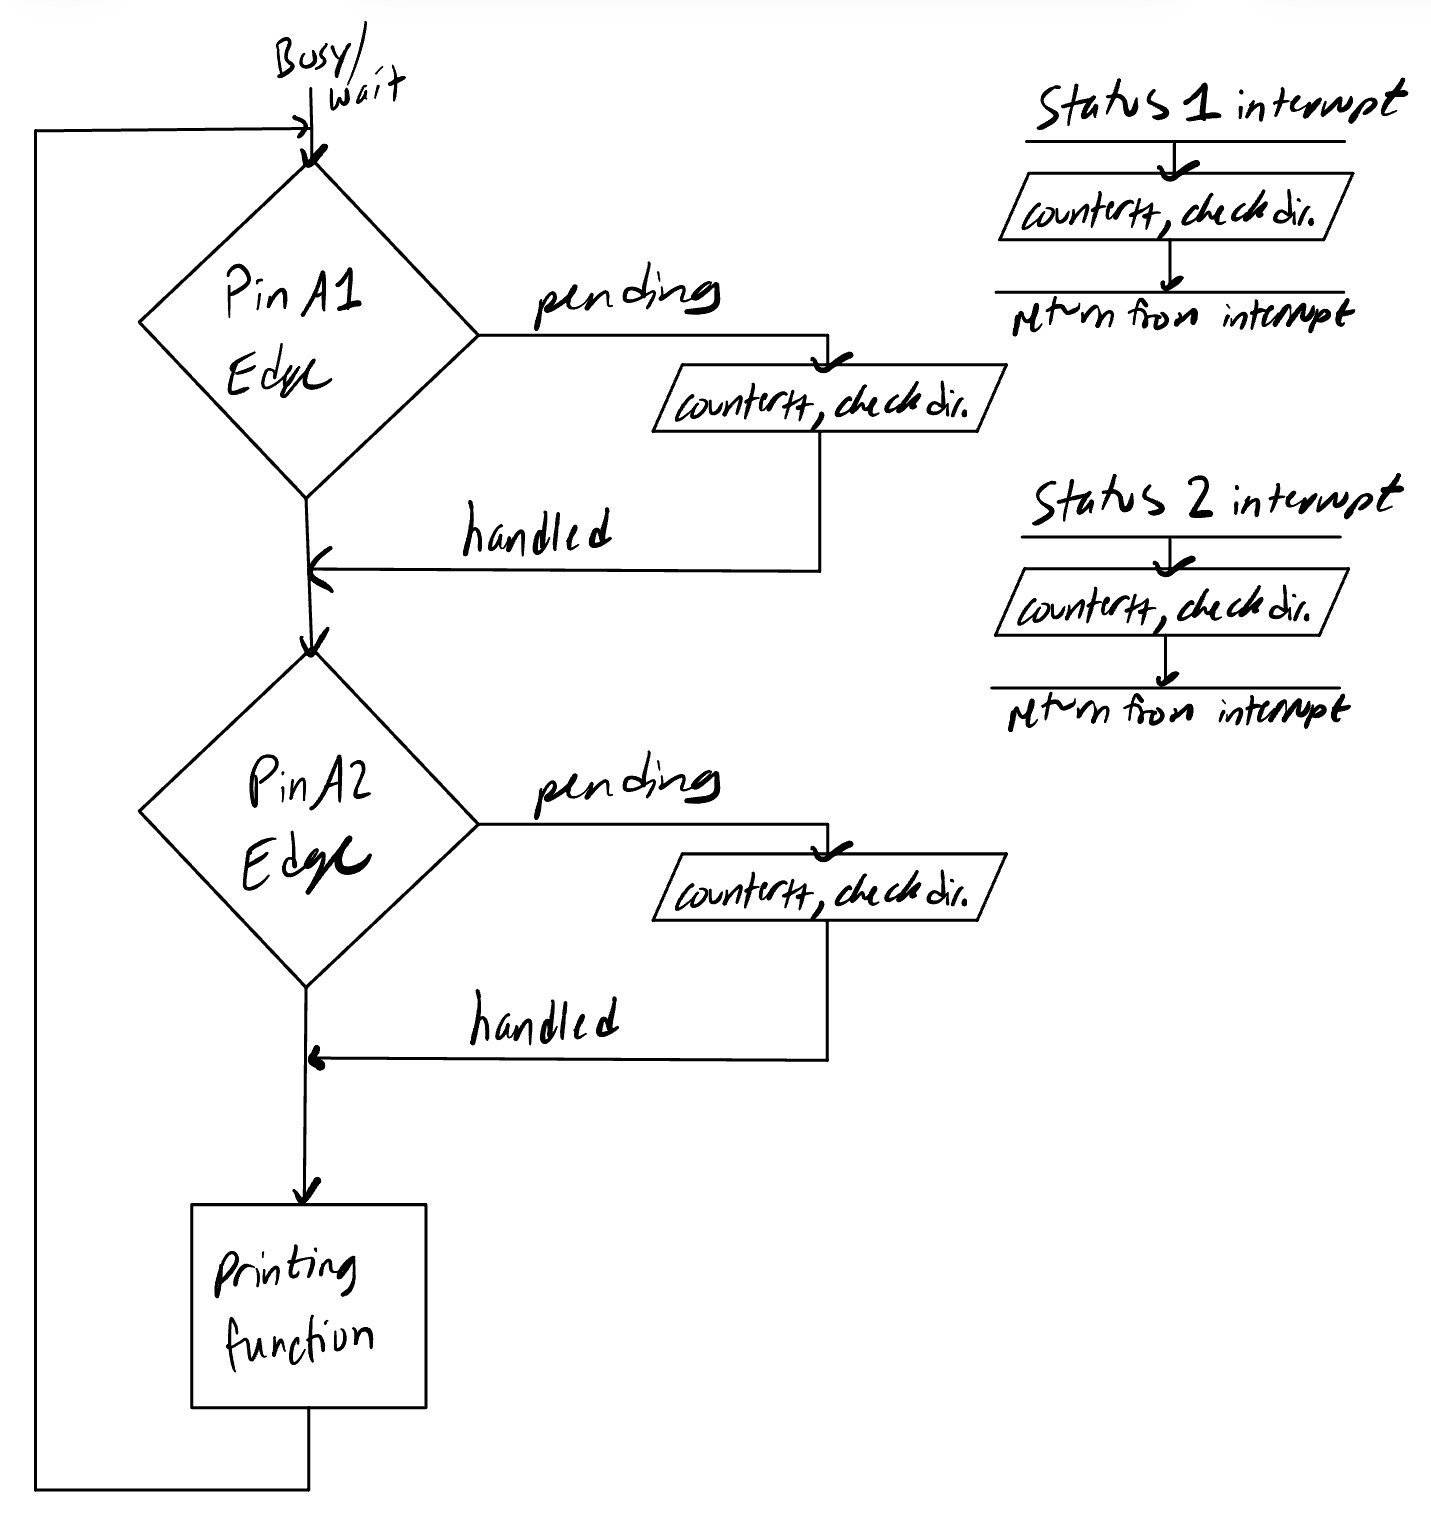 Busy/
wait
Pin A1
Edge
pending
counter++, check dir.
handled
Pin A2
Edge
pending
counter++, check dir.
handled
Printing
function
Status 1 interrupt
counter++, check dir.
return from interrupt
Status 2 interrupt
counter++, check dir.
return from interrupt